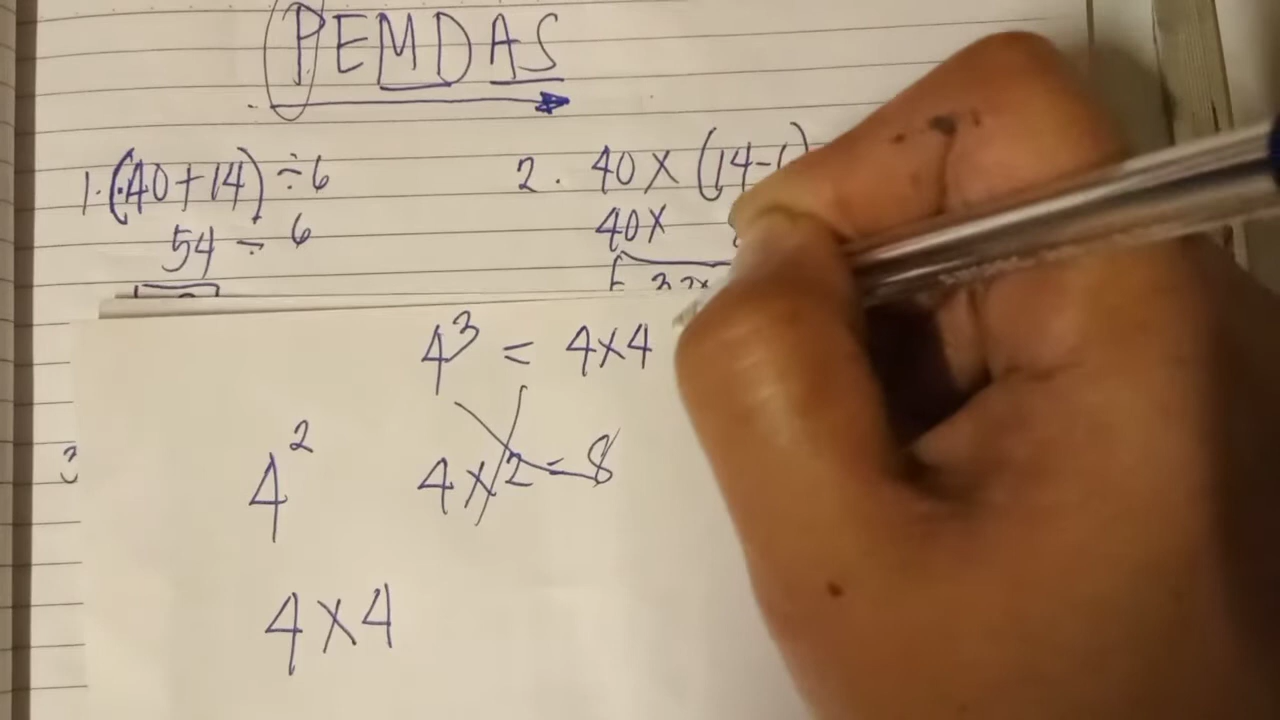 PEMDAS
1. (40+14) ÷ 6
54 ÷ 6
2. 40 X (14-
40X
4³ = 4x4
4² 4x2=8
4x4